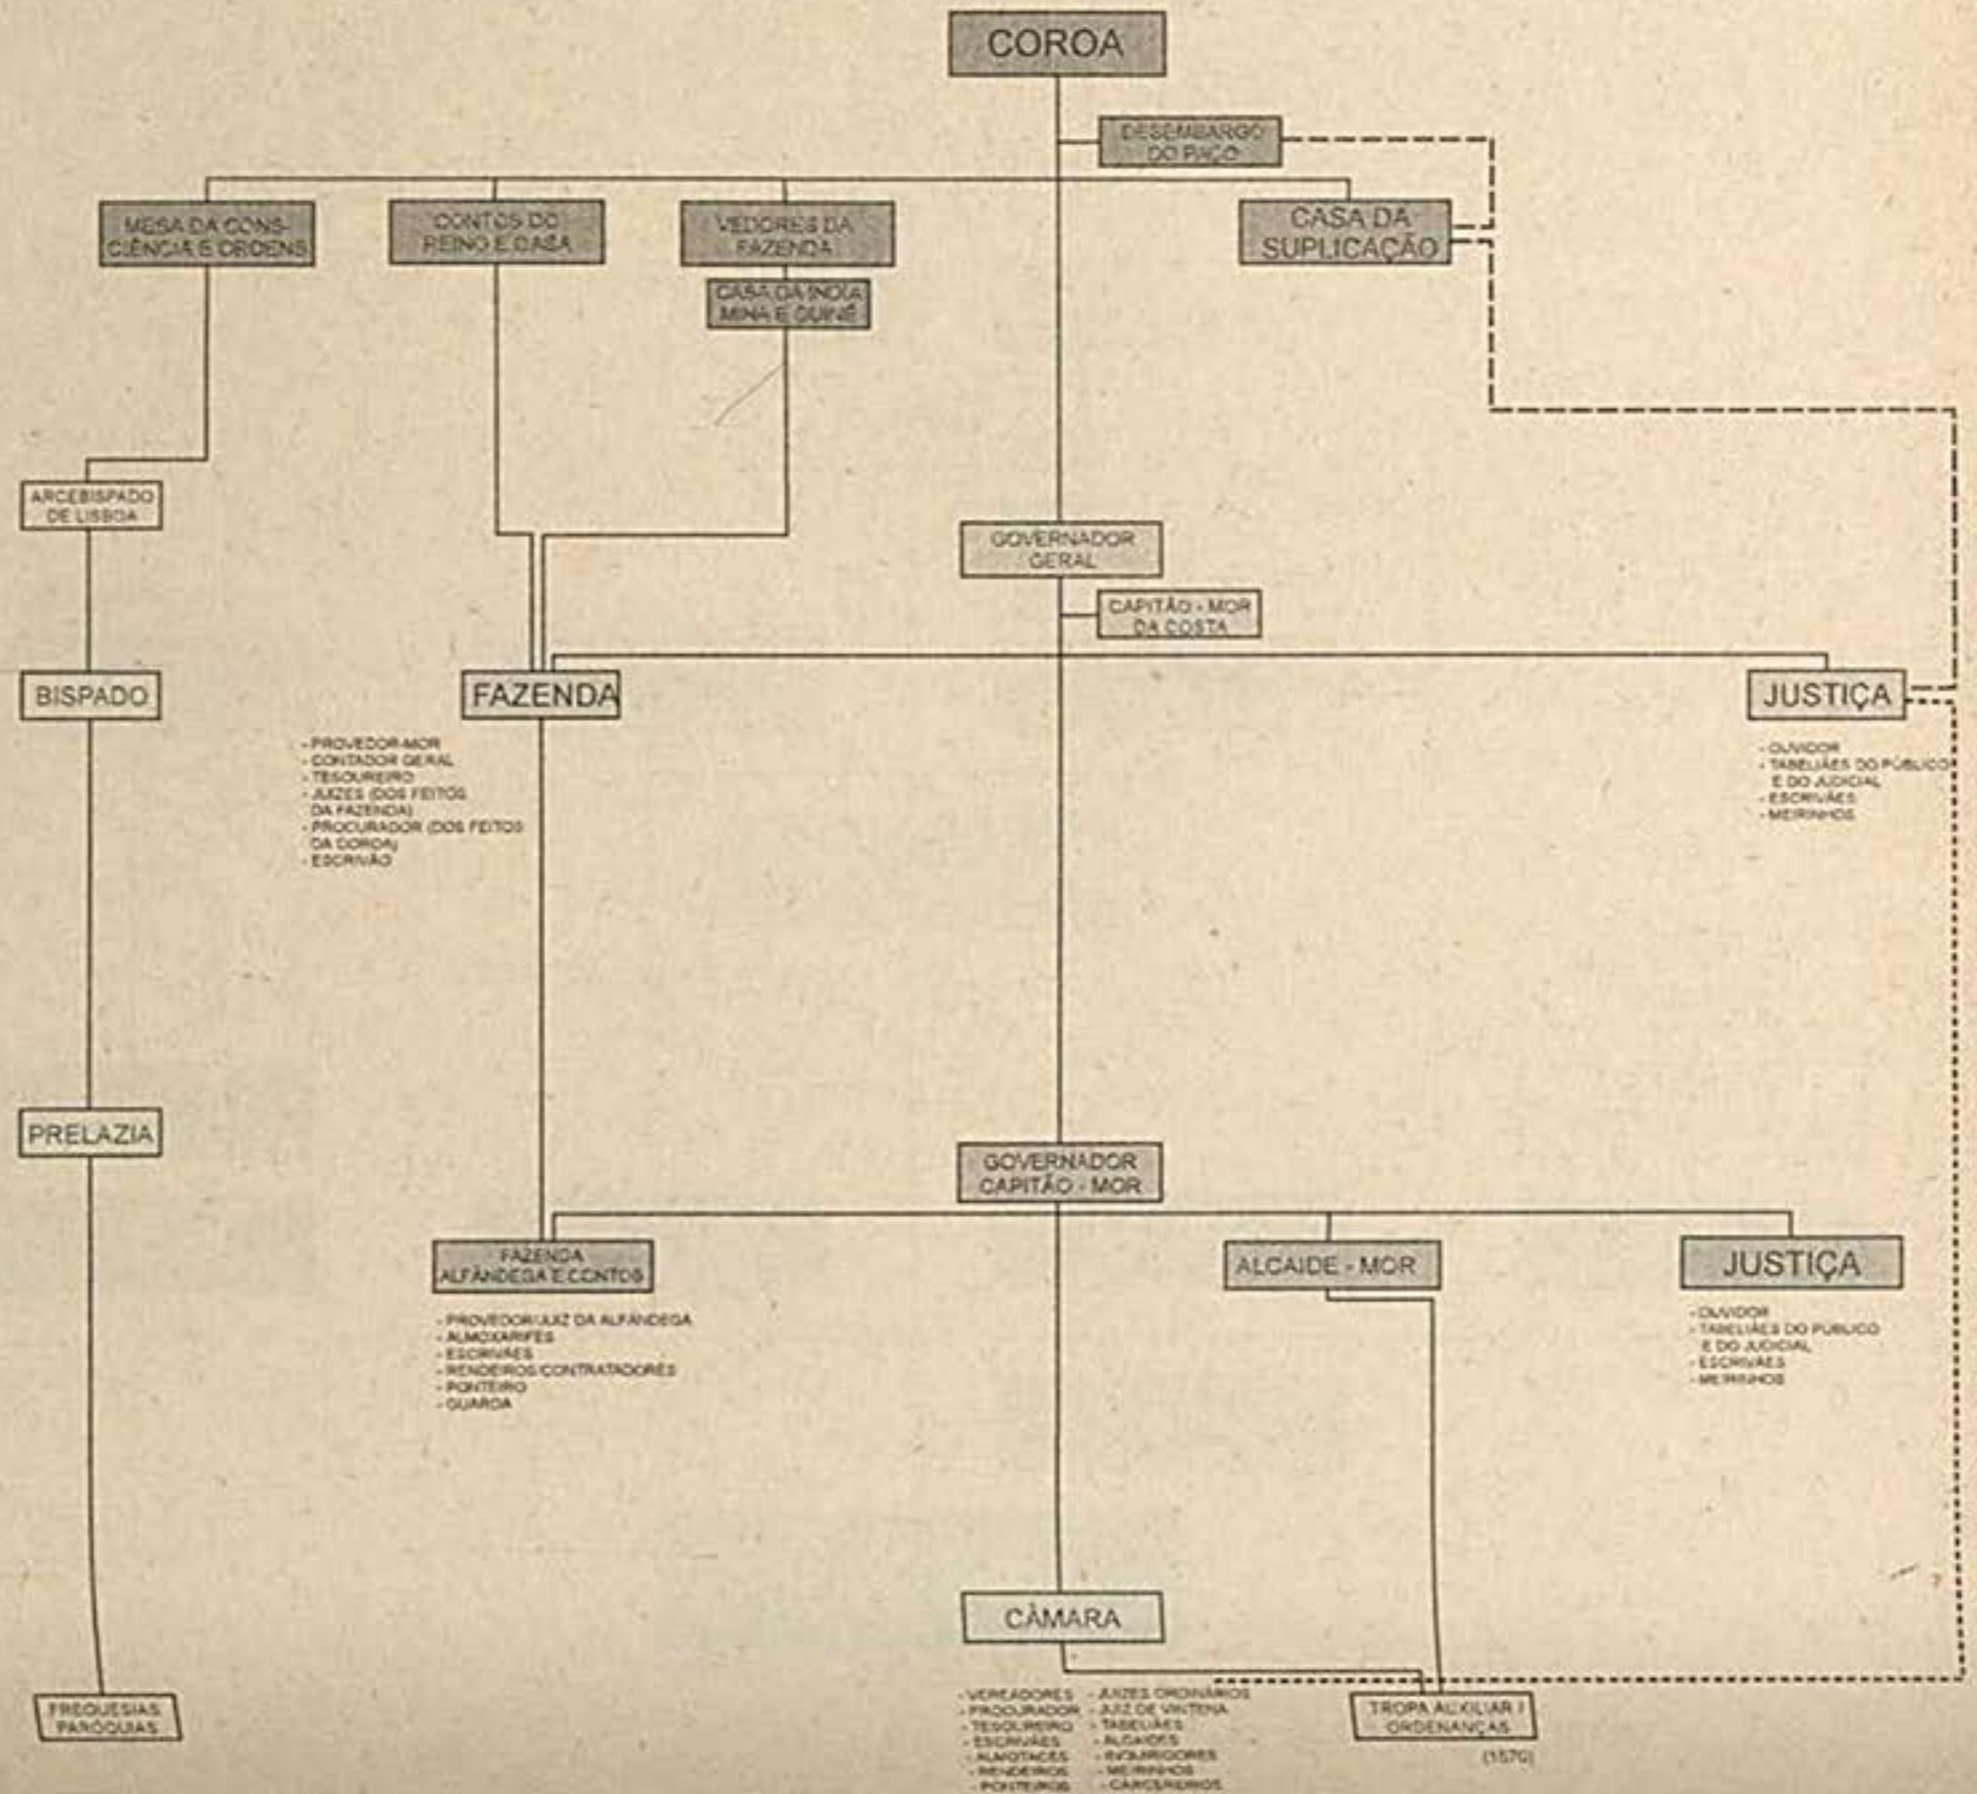 COROA
DESEMBARGO
DO PAÇO
MESA DA CONS-
CIÊNCIA E ORDENS
CONTOS DO
REINO E CASA
VEDORES DA
FAZENDA
CASA DA
SUPLICAÇÃO
CASA DA INDIA
MINA E GUINÉ
ARCEBISPADO
DE LISBOA
GOVERNADOR
GERAL
CAPITÃO - MOR
DA COSTA
BISPADO
FAZENDA
JUSTIÇA
- PROVEDOR-MOR
- CONTADOR GERAL
- TESOUREIRO
- JUIZES (DOS FEITOS
DA FAZENDA)
- PROCURADOR (DOS FEITOS
DA COROA)
- ESCRIVÃO
- OUVIDOR
- TABELIÃES DO PÚBLICO
E DO JUDICIAL
- ESCRIVÃES
- MEIRINHOS
PRELAZIA
GOVERNADOR
CAPITÃO - MOR
FAZENDA
ALFÂNDEGA E CONTOS
ALCAIDE - MOR
JUSTIÇA
- PROVEDOR/JUIZ DA ALFÂNDEGA
- ALMOXARIFES
- ESCRIVÃES
- RENDEIROS/CONTRATADORES
- PONTEIRO
- GUARDA
- OUVIDOR
- TABELIÃES DO PÚBLICO
E DO JUDICIAL
- ESCRIVÃES
- MEIRINHOS
CÂMARA
- VEREADORES - JUIZES ORDINÁRIOS
- PROCURADOR - JUIZ DE VINTENA
- TESOUREIRO - TABELIÃES
- ESCRIVÃES - ALCAIDES
- ALMOTACÉS - INQUIRIDORES
- RENDEIROS - MEIRINHOS
- PONTEIROS - CARCEREIROS
FREGUESIAS
PARÓQUIAS
TROPA AUXILIAR /
ORDENANÇAS
(1570)